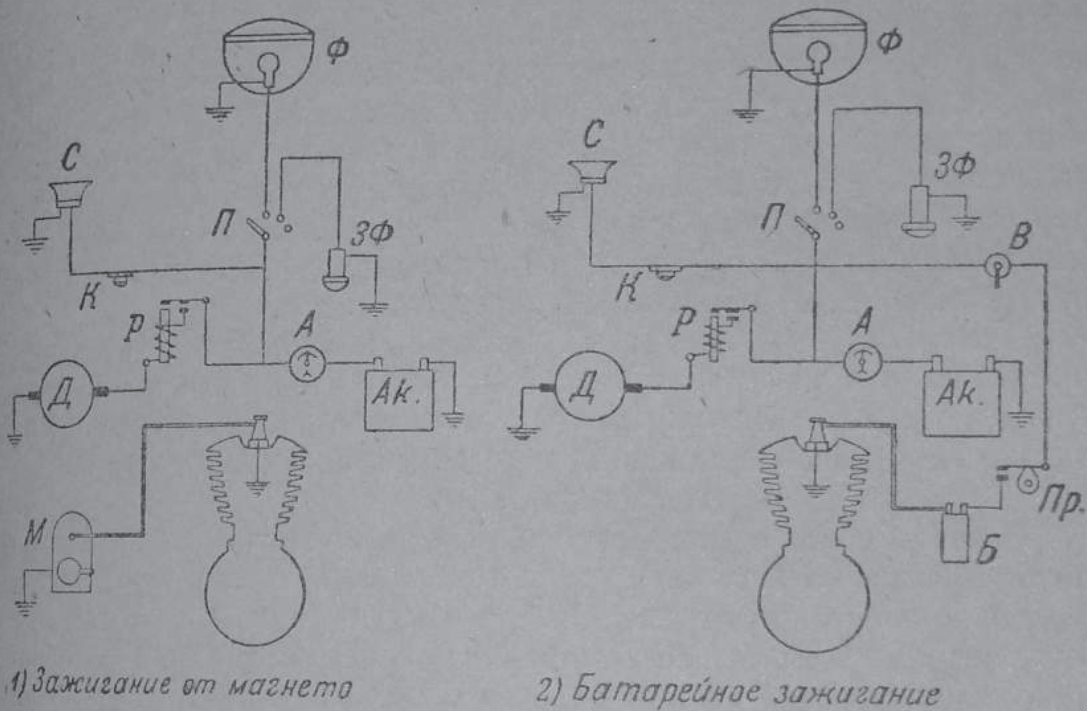 Ф
С
П
ЗФ
К
Р
А
Д
Ак.
М
1) Зажигание от магнето
Ф
С
П
ЗФ
В
К
Р
А
Д
Ак.
Пр.
Б
2) Батарейное зажигание